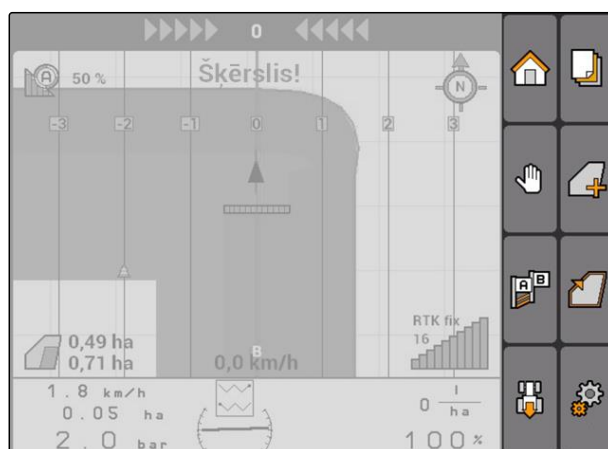 0
A 50 % Šķērslis! N
-3 -2 -1 0 1 2 3
A
RTK fix
16
0,49 ha
0,71 ha
B
0,0 km/h
1.8 km/h
0.05 ha
2.0 bar
0 l/ha
100 %
A B